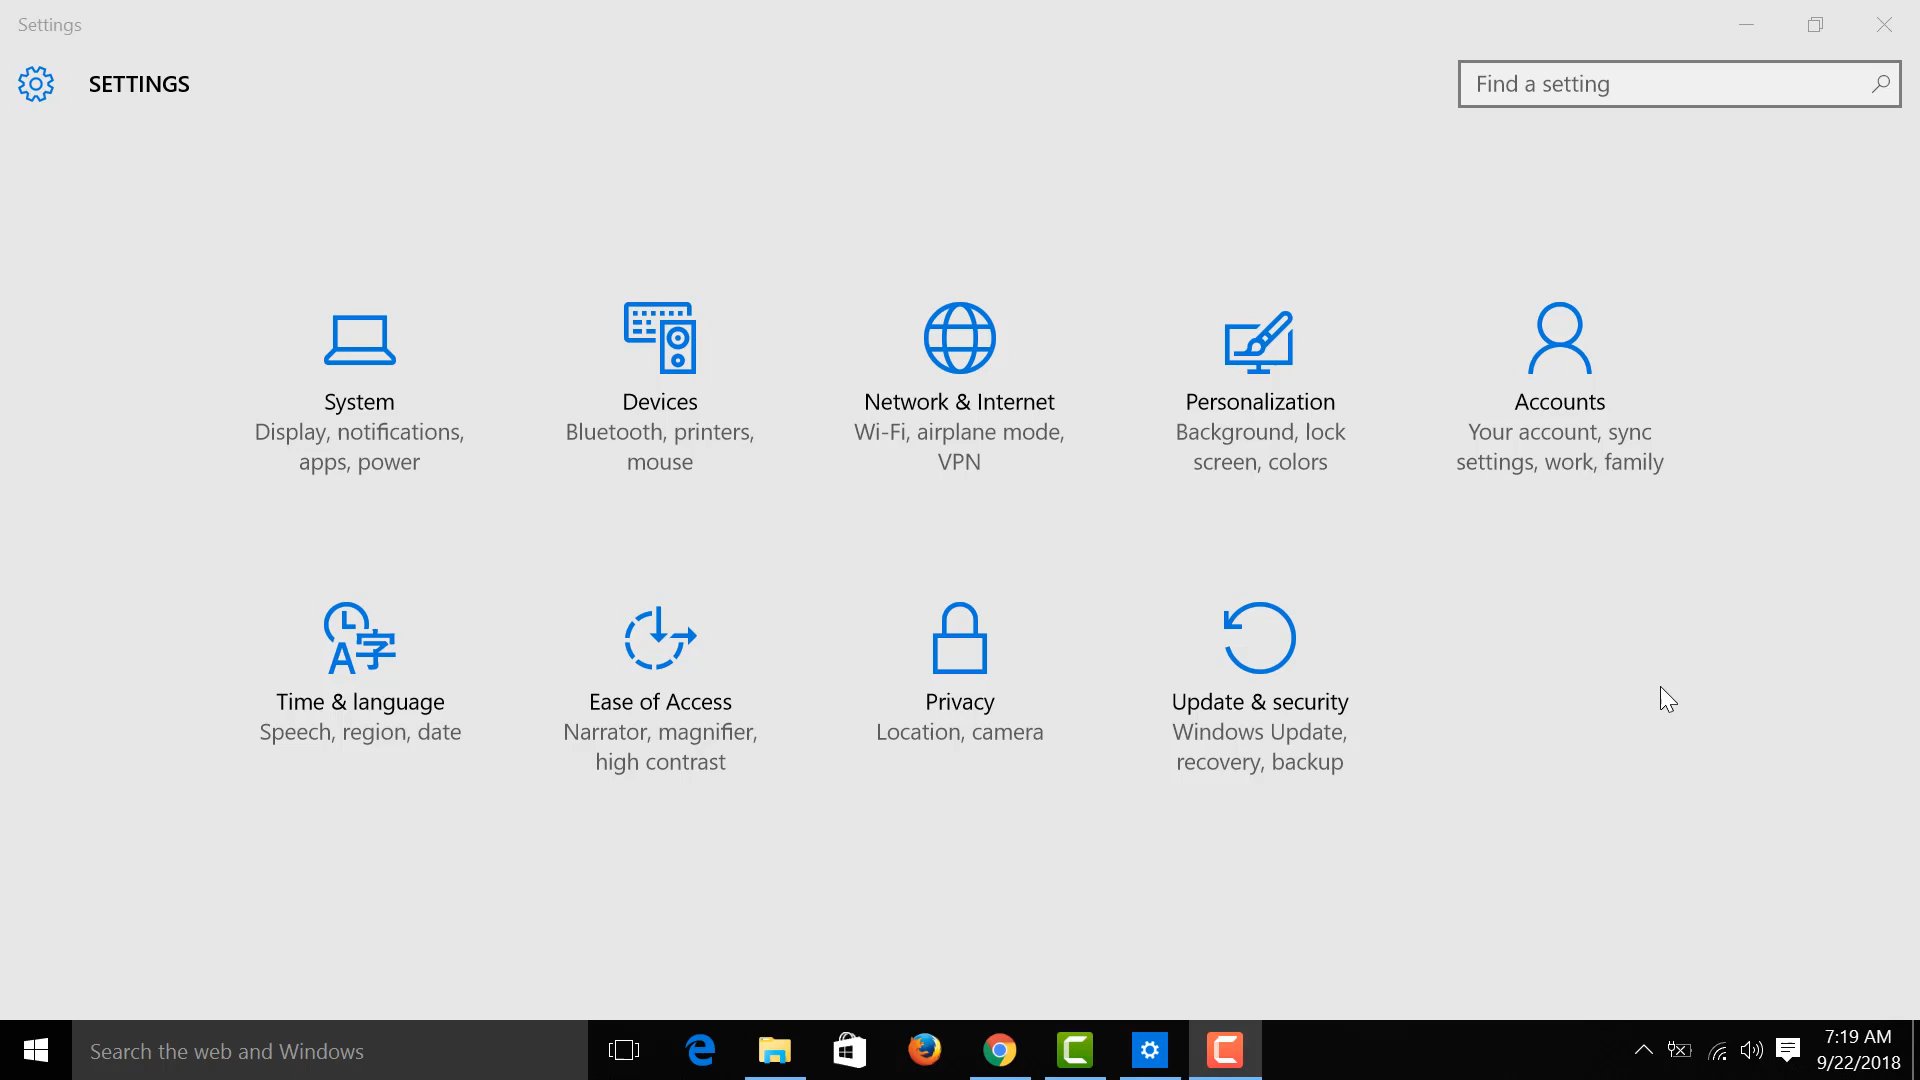 Settings
SETTINGS
Find a setting
System
Display, notifications,
apps, power
Devices
Bluetooth, printers,
mouse
Network & Internet
Wi-Fi, airplane mode,
VPN
Personalization
Background, lock
screen, colors
Accounts
Your account, sync
settings, work, family
Time & language
Speech, region, date
Ease of Access
Narrator, magnifier,
high contrast
Privacy
Location, camera
Update & security
Windows Update,
recovery, backup
Search the web and Windows
7:19 AM
9/22/2018